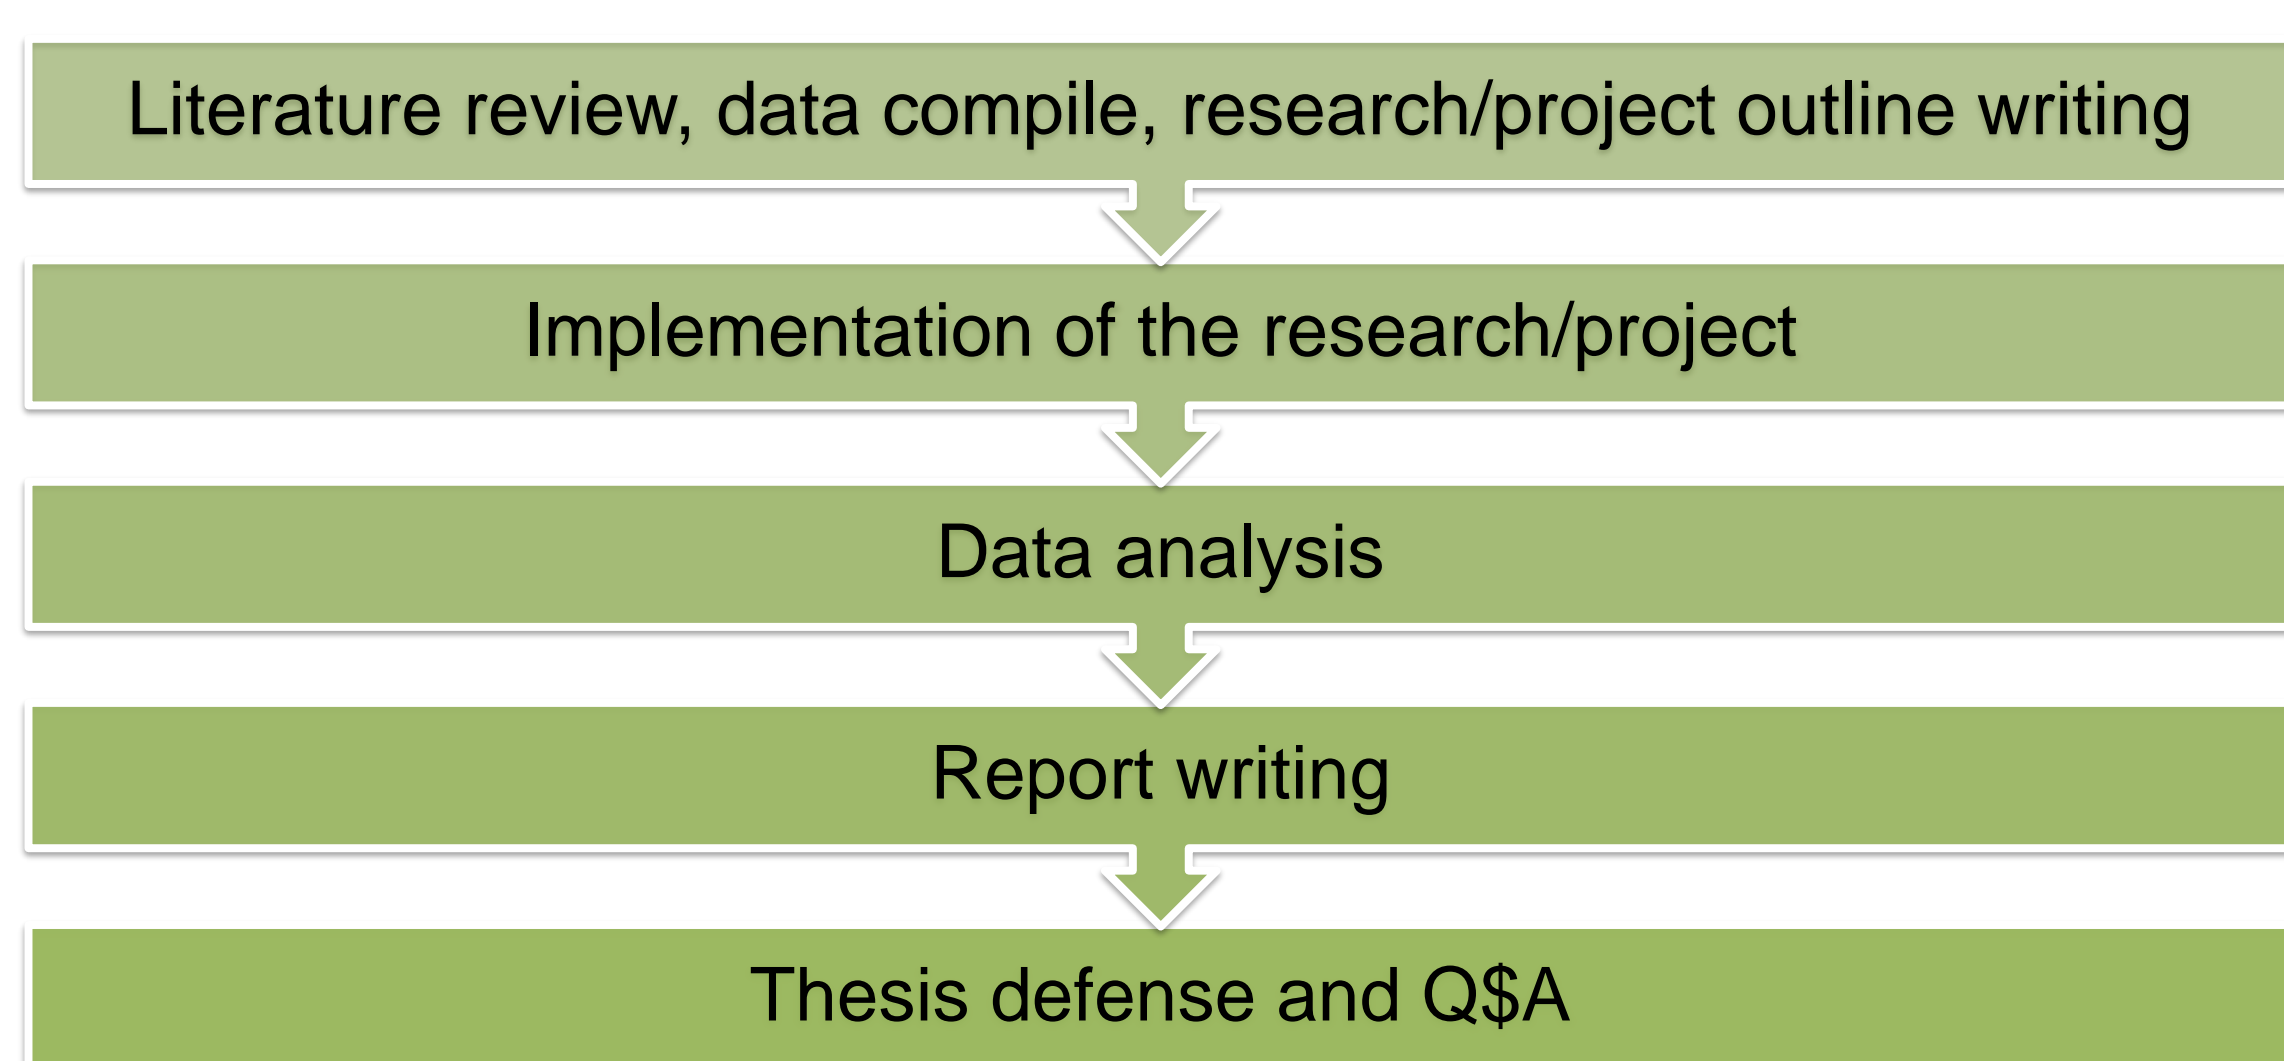 Literature review, data compile, research/project outline writing
Implementation of the research/project
Data analysis
Report writing
Thesis defense and Q$A